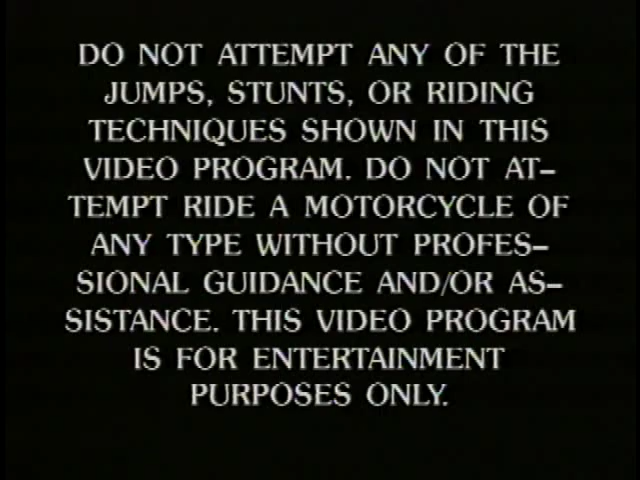 DO NOT ATTEMPT ANY OF THE
JUMPS, STUNTS, OR RIDING
TECHNIQUES SHOWN IN THIS
VIDEO PROGRAM. DO NOT AT–
TEMPT RIDE A MOTORCYCLE OF
ANY TYPE WITHOUT PROFES–
SIONAL GUIDANCE AND/OR AS–
SISTANCE. THIS VIDEO PROGRAM
IS FOR ENTERTAINMENT
PURPOSES ONLY.